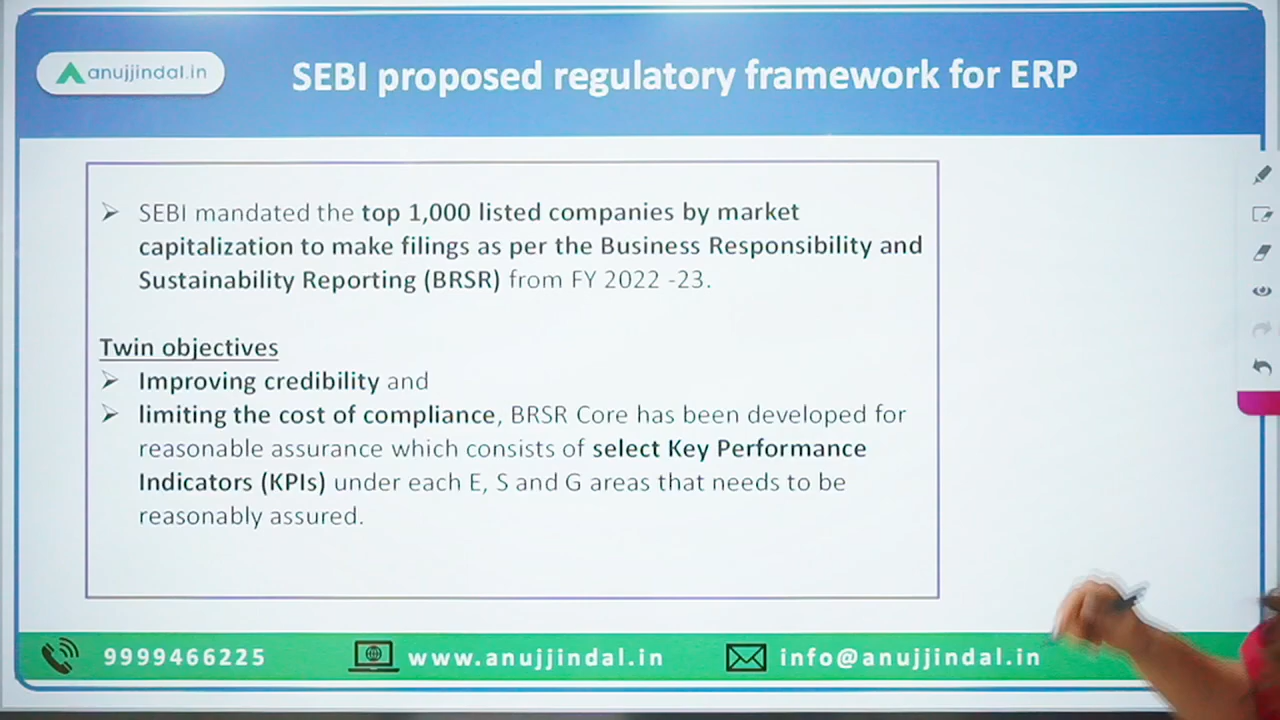 anujjindal.in
SEBI proposed regulatory framework for ERP
➢ SEBI mandated the top 1,000 listed companies by market
capitalization to make filings as per the Business Responsibility and
Sustainability Reporting (BRSR) from FY 2022 -23.
Twin objectives
➢ Improving credibility and
➢ limiting the cost of compliance, BRSR Core has been developed for
reasonable assurance which consists of select Key Performance
Indicators (KPIs) under each E, S and G areas that needs to be
reasonably assured.
9999466225
www.anujjindal.in
info@anujjindal.in